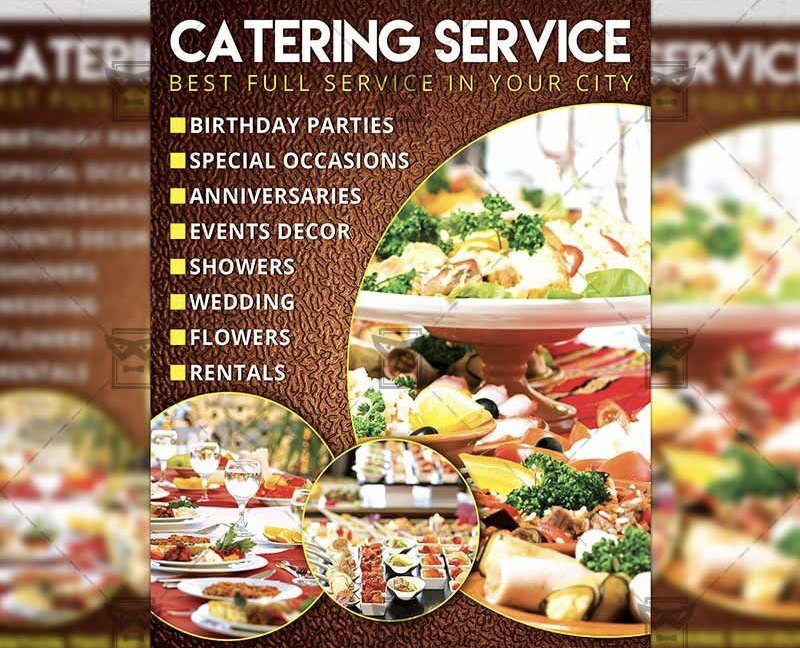 CATERING SERVICE
BEST FULL SERVICE IN YOUR CITY
BIRTHDAY PARTIES
SPECIAL OCCASIONS
ANNIVERSARIES
EVENTS DECOR
SHOWERS
WEDDING
FLOWERS
RENTALS